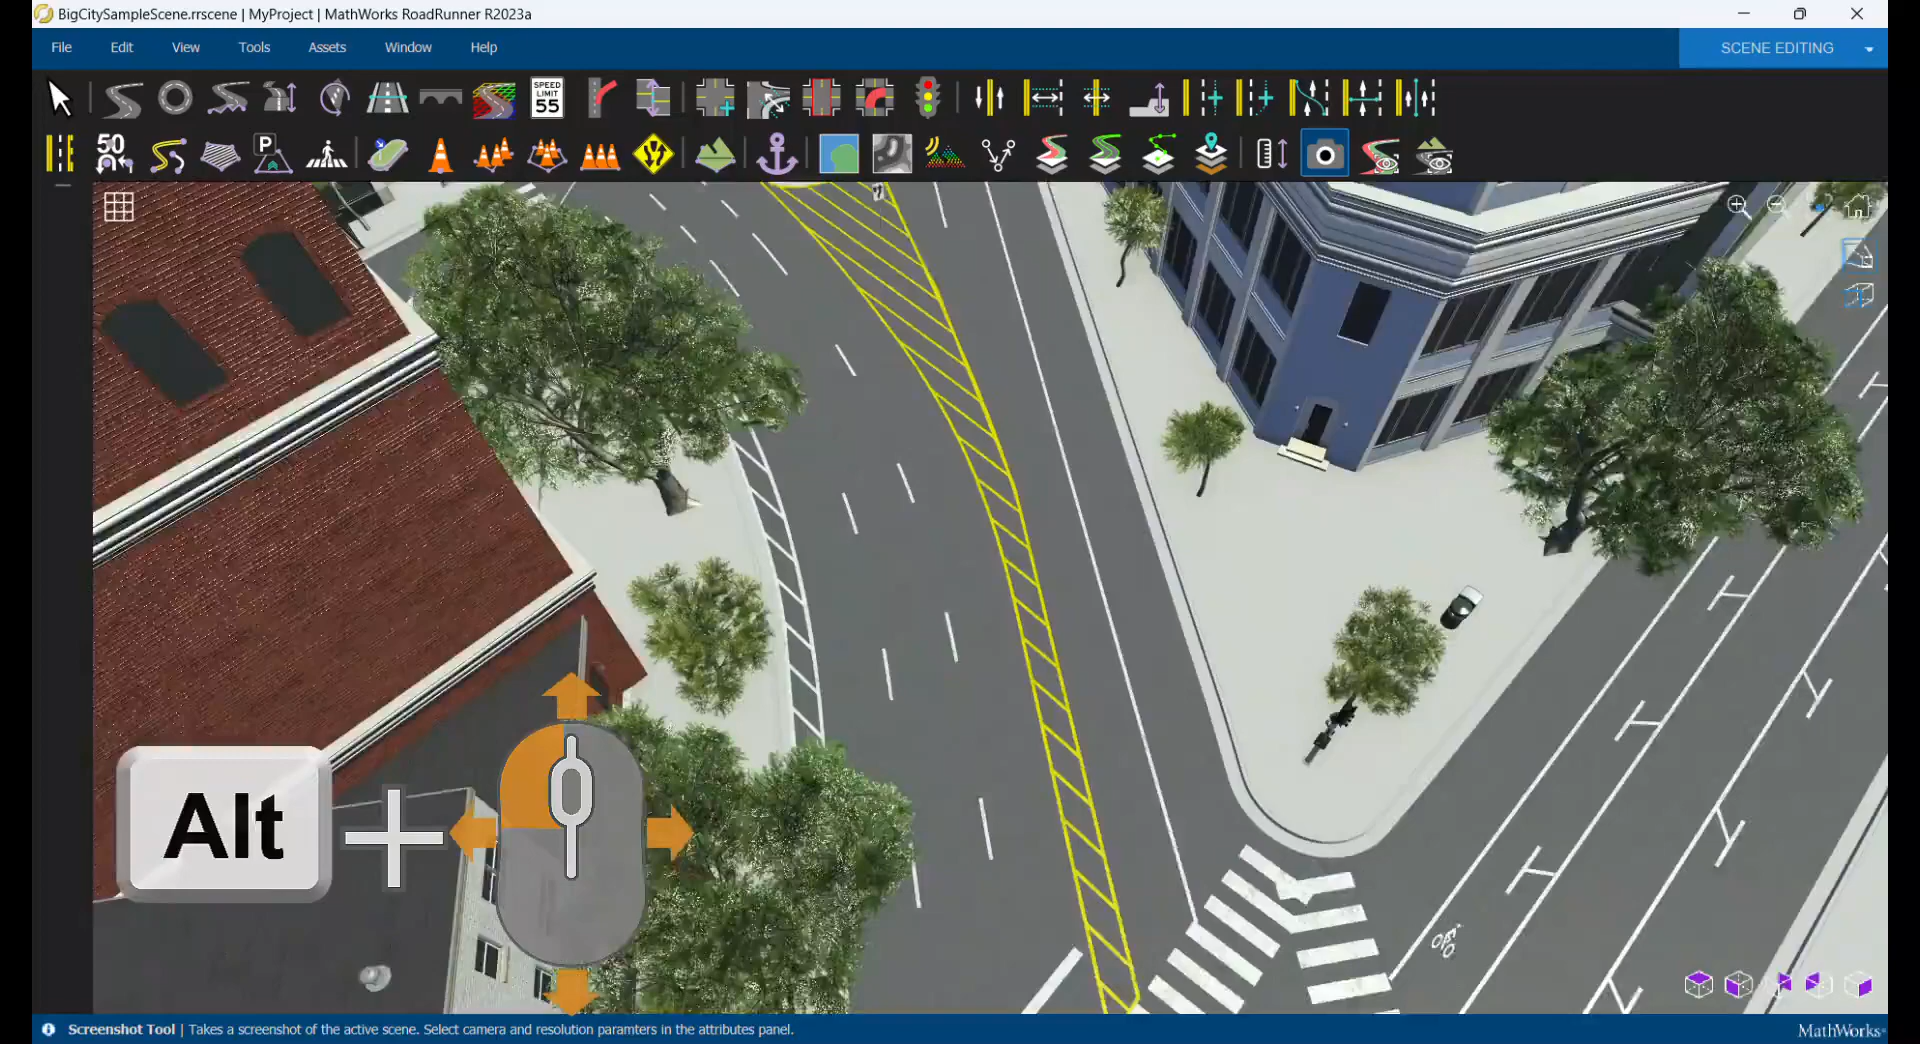 BigCitySampleScene.rrscene | MyProject | MathWorks RoadRunner R2023a
File Edit View Tools Assets Window Help
SCENE EDITING
SPEED
LIMIT
55
50
P
Alt
Screenshot Tool | Takes a screenshot of the active scene. Select camera and resolution paramters in the attributes panel.
MathWorks